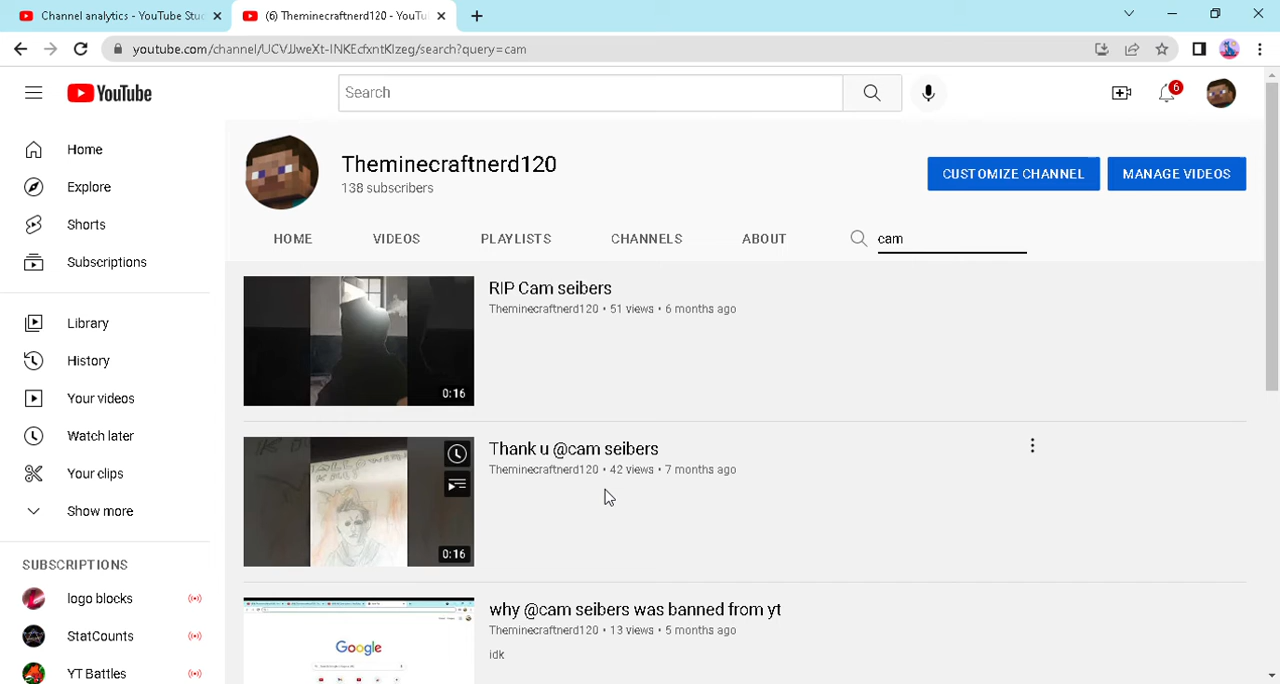 Channel analytics - YouTube Stud
(6) Theminecraftnerd120 - YouTu
youtube.com/channel/UCVJJweXt-INKEcfxntKIzeg/search?query=cam
YouTube
Search
6
Home
Explore
Shorts
Subscriptions
Library
History
Your videos
Watch later
Your clips
Show more
SUBSCRIPTIONS
logo blocks
StatCounts
YT Battles
Theminecraftnerd120
138 subscribers
CUSTOMIZE CHANNEL
MANAGE VIDEOS
HOME VIDEOS PLAYLISTS CHANNELS ABOUT cam
0:16
RIP Cam seibers
Theminecraftnerd120 • 51 views • 6 months ago
0:16
Thank u @cam seibers
Theminecraftnerd120 • 42 views • 7 months ago
Google
hy @cam seibers was banned from yt
Theminecraftnerd120 • 13 views • 5 months ago
idk